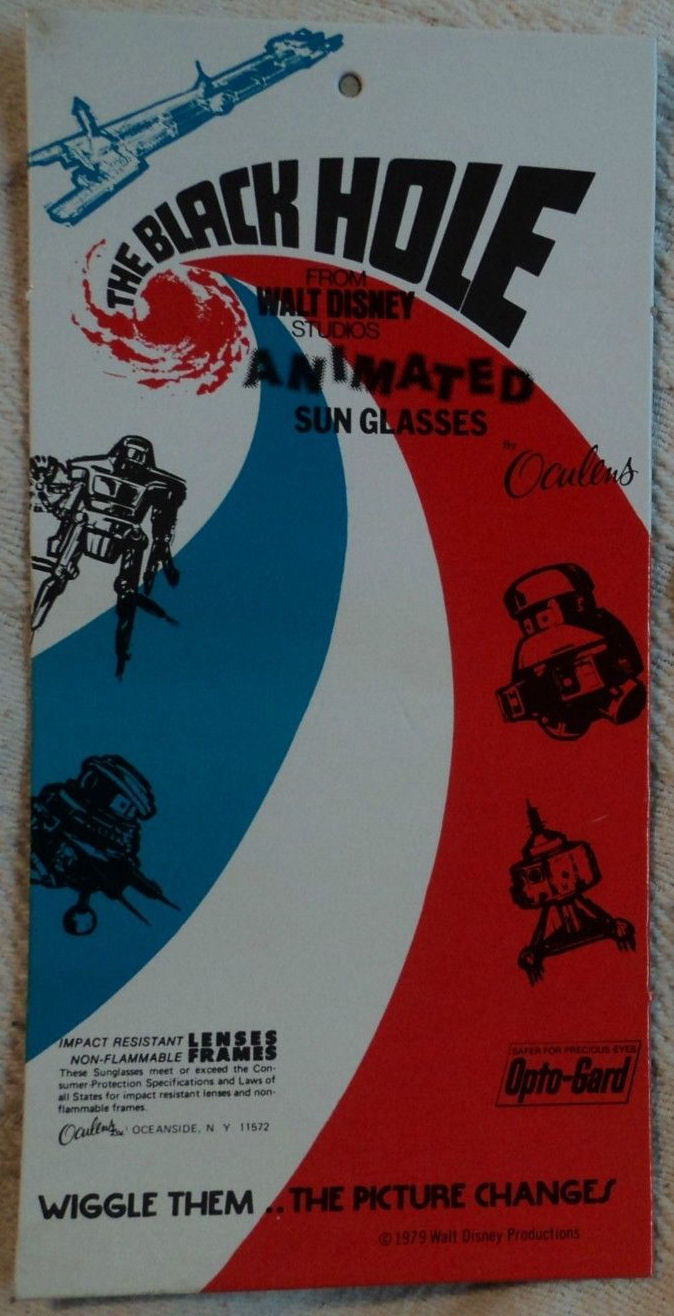 THE BLACK HOLE
FROM
WALT DISNEY
STUDIOS
ANIMATED
SUN GLASSES
By
Oculens
IMPACT RESISTANT LENSES
NON-FLAMMABLE FRAMES
These Sunglasses meet or exceed the Con-
sumer-Protection Specifications and Laws of
all States for impact resistant lenses and non-
flammable frames.
Oculens Inc. OCEANSIDE, N Y 11572
SAFER FOR PRECIOUS EYES
Opto-Gard
WIGGLE THEM .. THE PICTURE CHANGES
© 1979 Walt Disney Productions